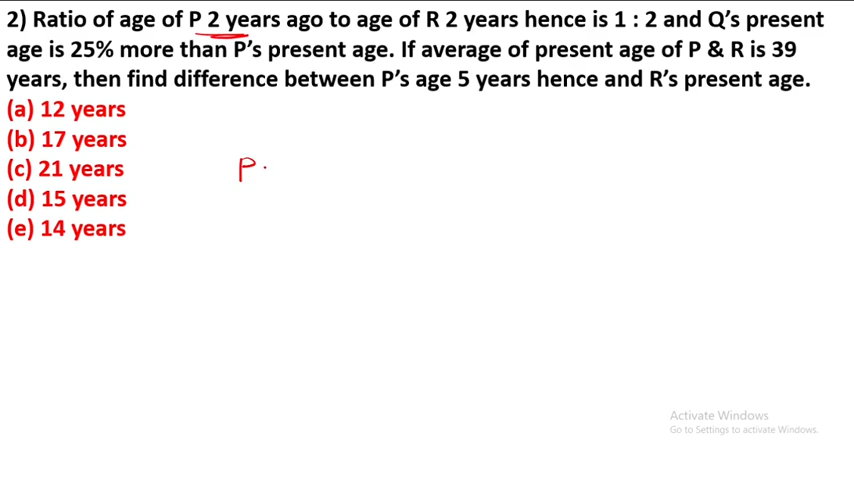 2) Ratio of age of P 2 years ago to age of R 2 years hence is 1 : 2 and Q’s present
age is 25% more than P’s present age. If average of present age of P & R is 39
years, then find difference between P’s age 5 years hence and R’s present age.
(a) 12 years
(b) 17 years
(c) 21 years
(d) 15 years
(e) 14 years
P.
Activate Windows
Go to Settings to activate Windows.